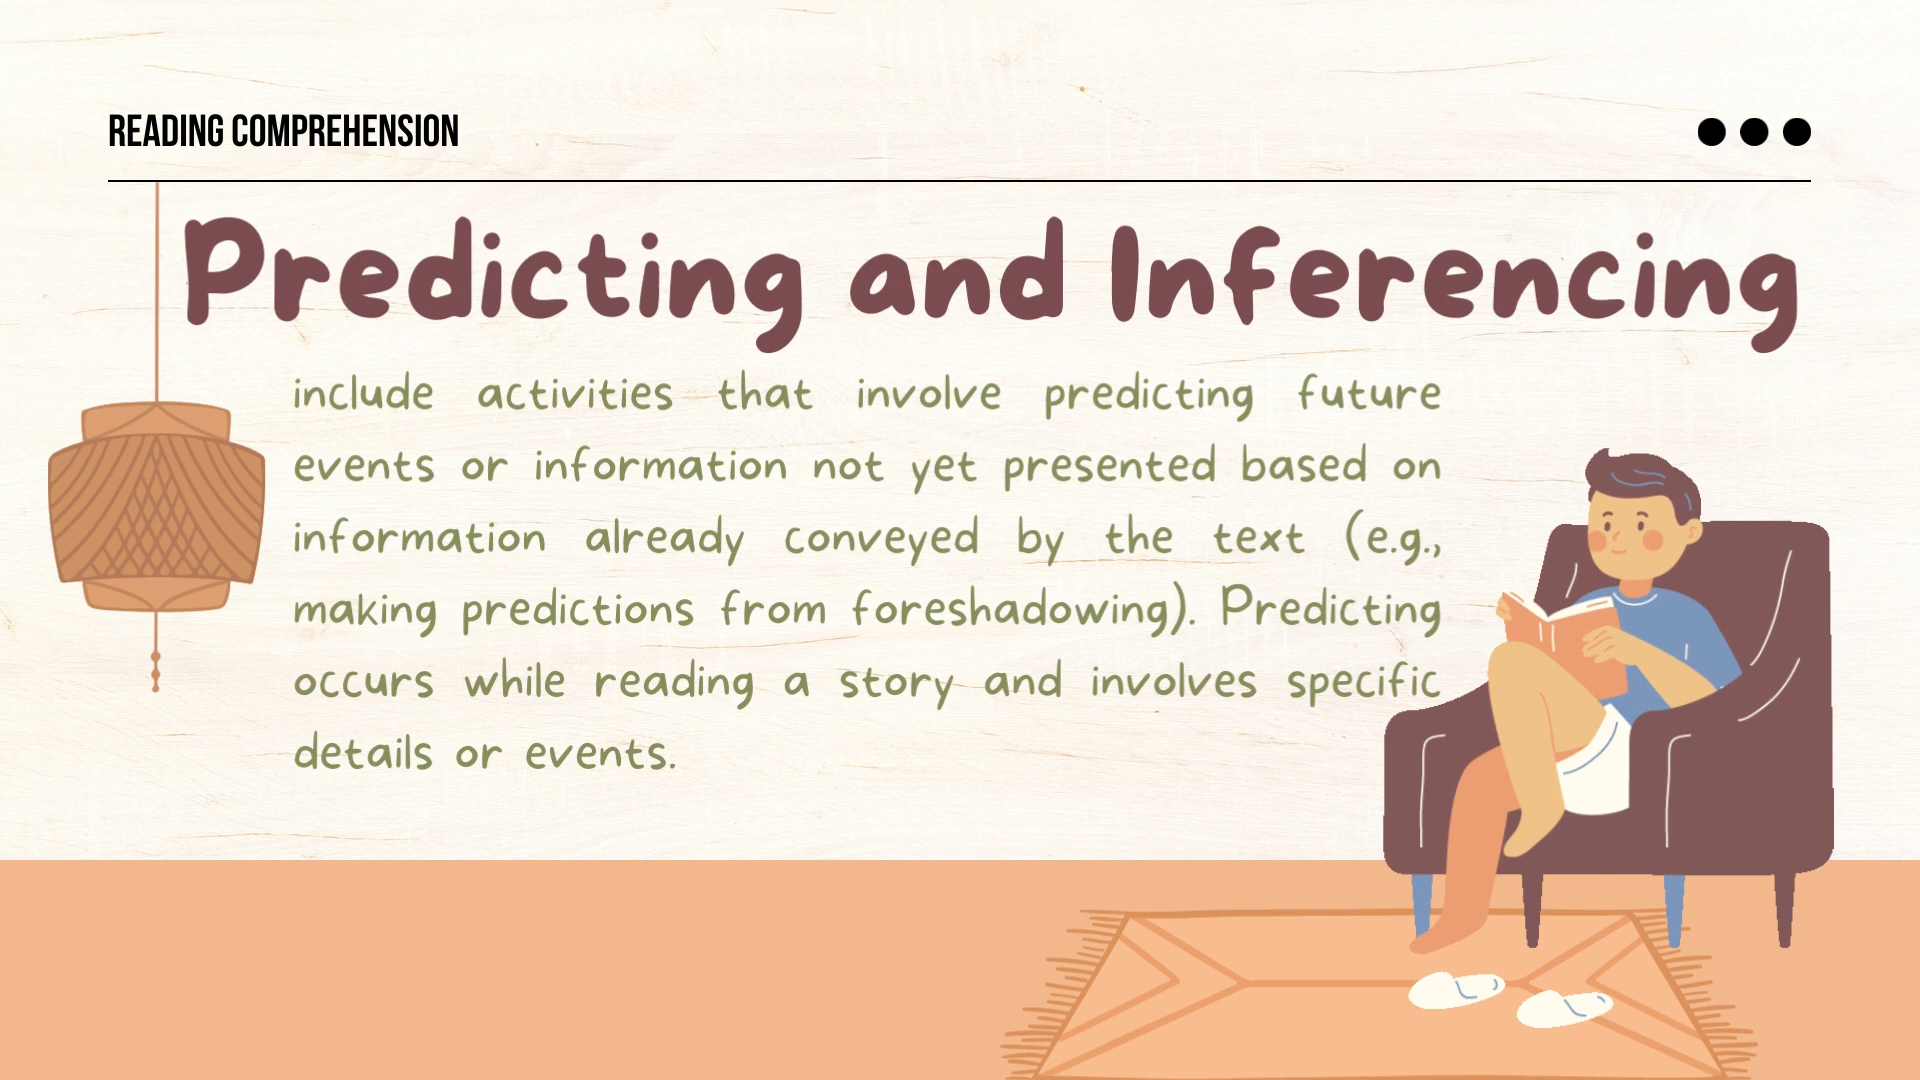 READING COMPREHENSION
Predicting and Inferencing
include activities that involve predicting future
events or information not yet presented based on
information already conveyed by the text (e.g.,
making predictions from foreshadowing). Predicting
occurs while reading a story and involves specific
details or events.